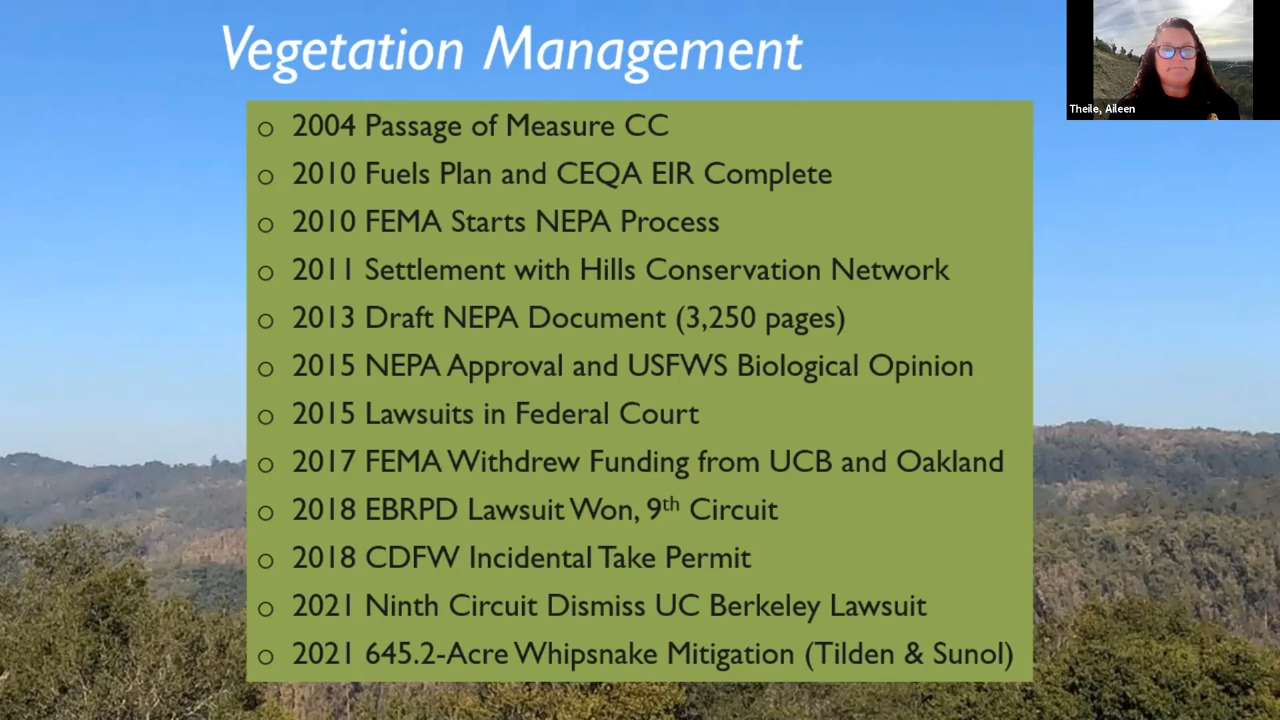 Vegetation Management
Theile, Aileen
○ 2004 Passage of Measure CC
○ 2010 Fuels Plan and CEQA EIR Complete
○ 2010 FEMA Starts NEPA Process
○ 2011 Settlement with Hills Conservation Network
○ 2013 Draft NEPA Document (3,250 pages)
○ 2015 NEPA Approval and USFWS Biological Opinion
○ 2015 Lawsuits in Federal Court
○ 2017 FEMA Withdrew Funding from UCB and Oakland
○ 2018 EBRPD Lawsuit Won, 9th Circuit
○ 2018 CDFW Incidental Take Permit
○ 2021 Ninth Circuit Dismiss UC Berkeley Lawsuit
○ 2021 645.2-Acre Whipsnake Mitigation (Tilden & Sunol)